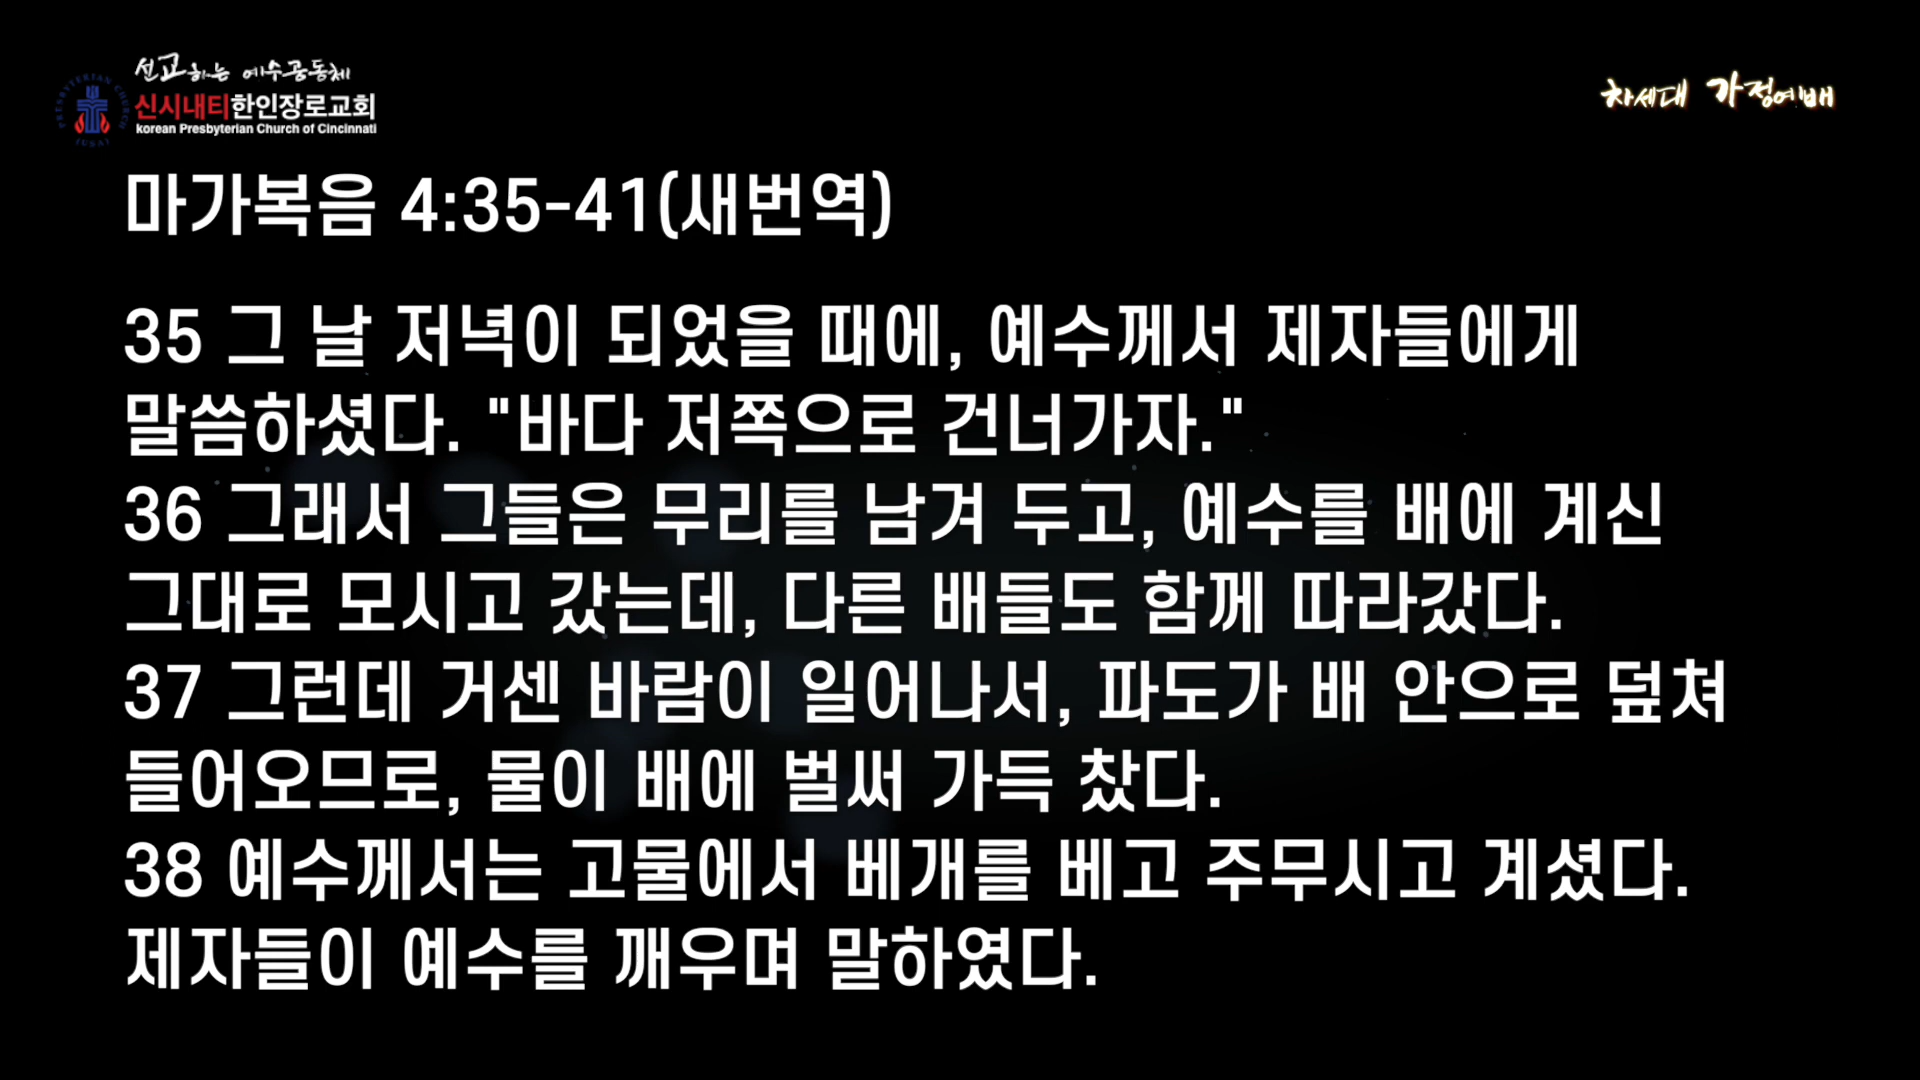 선교하는 예수공동체
신시내티한인장로교회
korean Presbyterian Church of Cincinnati
PRESBYTERIAN CHURCH
(USA)
차세대 가정예배
마가복음 4:35-41(새번역)
35 그 날 저녁이 되었을 때에, 예수께서 제자들에게
말씀하셨다. "바다 저쪽으로 건너가자."
36 그래서 그들은 무리를 남겨 두고, 예수를 배에 계신
그대로 모시고 갔는데, 다른 배들도 함께 따라갔다.
37 그런데 거센 바람이 일어나서, 파도가 배 안으로 덮쳐
들어오므로, 물이 배에 벌써 가득 찼다.
38 예수께서는 고물에서 베개를 베고 주무시고 계셨다.
제자들이 예수를 깨우며 말하였다.